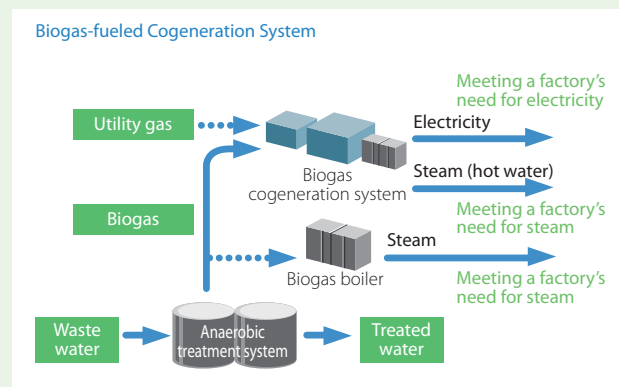 Biogas-fueled Cogeneration System
Meeting a factory's
need for electricity
Utility gas
Electricity
Biogas
cogeneration system
Steam (hot water)
Meeting a factory's
need for steam
Biogas
Steam
Biogas boiler
Meeting a factory's
need for steam
Waste
water
Anaerobic
treatment system
Treated
water